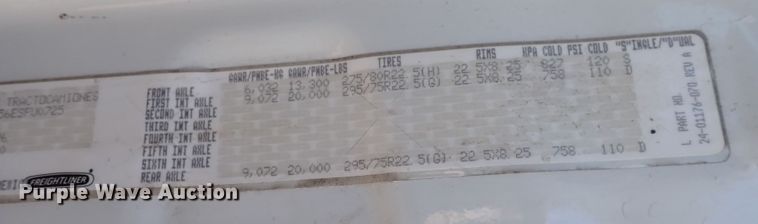 GAWR/PNBE-KG GAWR/PNBE-LBS TIRES RIMS KPA COLD PSI COLD "S"INGLE/"D"UAL
FRONT AXLE 6,032 13,300 275/80R22.5(H) 22.5X8.25 827 120 S
FIRST INT AXLE 9,072 20,000 295/75R22.5(G) 22.5X8.25 758 110 D
SECOND INT AXLE
THIRD INT AXLE
FOURTH INT AXLE
FIFTH INT AXLE
SIXTH INT AXLE
REAR AXLE 9,072 20,000 295/75R22.5(G) 22.5X8.25 758 110 D
TRACTOCAMIONES
56ESFU0725
FREIGHTLINER
L PART NO.
24-01176-070 REV A
Purple Wave Auction